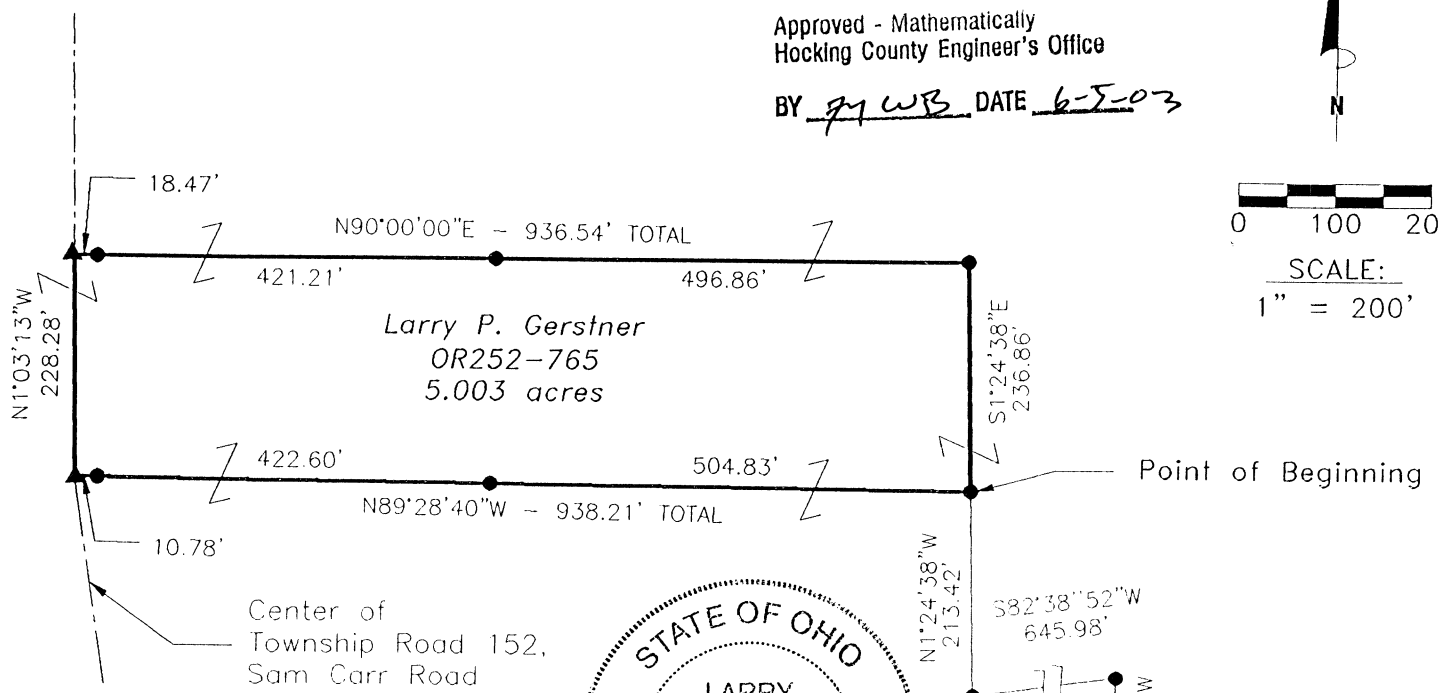 Approved - Mathematically
Hocking County Engineer's Office
BY DATE 6-5-03
N
18.47'
N90°00'00"E - 936.54' TOTAL
421.21'
496.86'
0 100 20
SCALE:
1" = 200'
N1°03'13"W
228.28'
Larry P. Gerstner
OR252-765
5.003 acres
S1°24'38"E
236.86'
422.60'
504.83'
Point of Beginning
N89°28'40"W - 938.21' TOTAL
10.78'
N1°24'38"W
213.42'
S82°38"52"W
645.98'
Center of
Township Road 152,
Sam Carr Road
STATE OF OHIO
LARRY
W